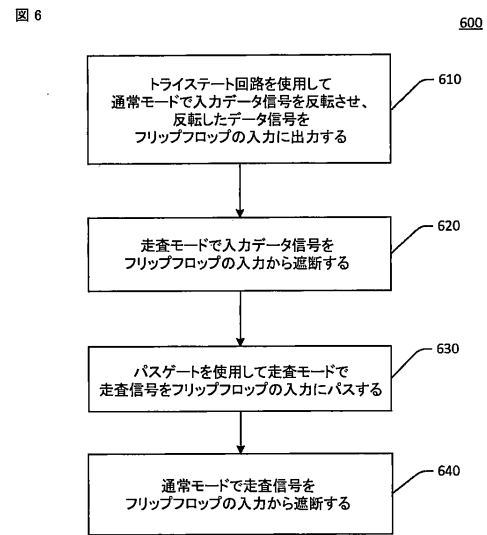 図 6
600
トライステート回路を使用して
通常モードで入力データ信号を反転させ、
反転したデータ信号を
フリップフロップの入力に出力する
610
走査モードで入力データ信号を
フリップフロップの入力から遮断する
620
パスゲートを使用して走査モードで
走査信号をフリップフロップの入力にパスする
630
通常モードで走査信号を
フリップフロップの入力から遮断する
640